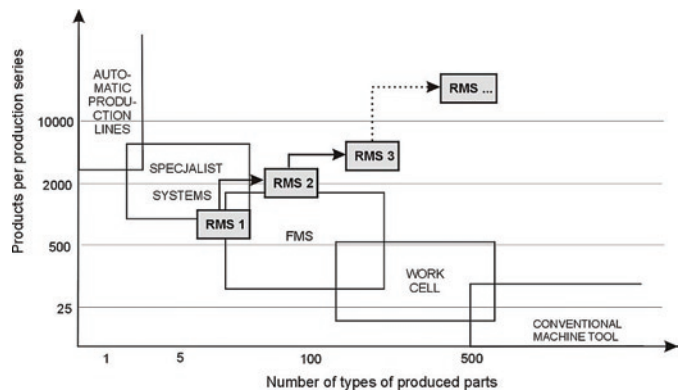 Products per production series
10000
2000
500
25
AUTO-
MATIC
PRODU-
CTION
LINES
SPECJALIST
SYSTEMS
RMS 1
RMS 2
RMS 3
RMS ...
FMS
WORK
CELL
CONVENTIONAL
MACHINE TOOL
1 5 100 500
Number of types of produced parts